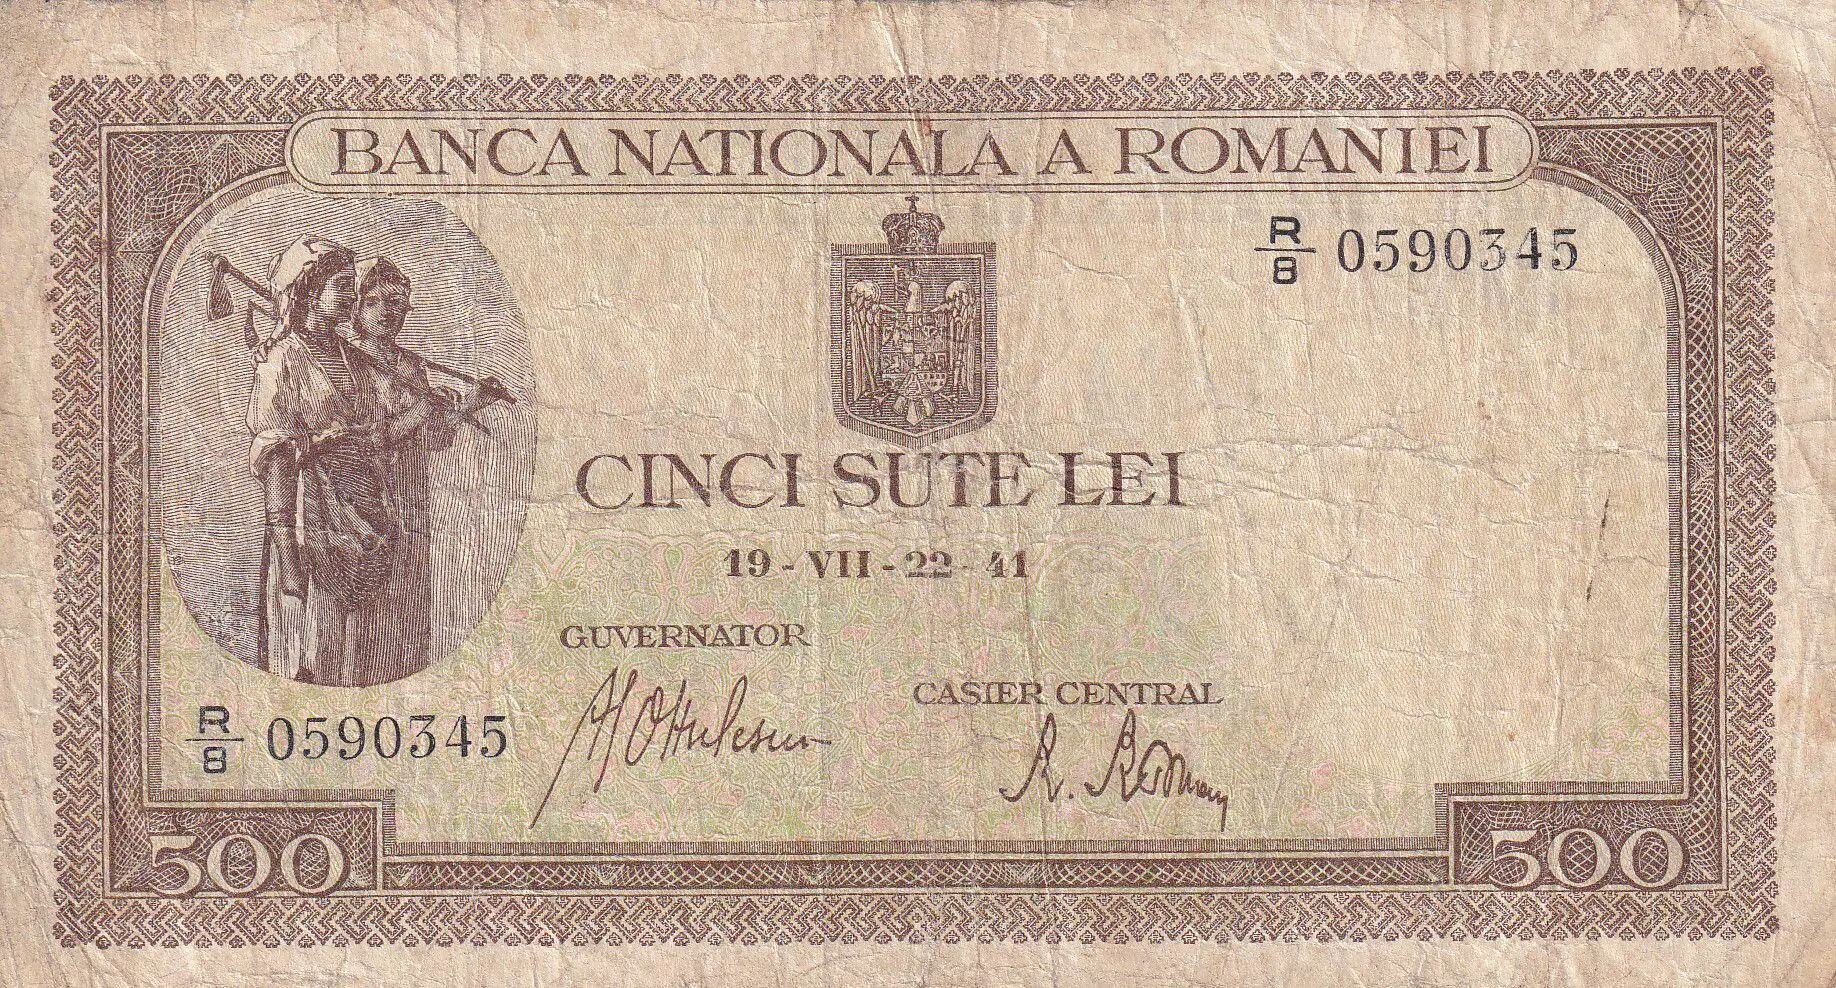 BANCA NATIONALA A ROMANIEI
R/8 0590345
CINCI SUTE LEI
19 - VII - 22 - 41
GUVERNATOR
CASIER CENTRAL
R/8 0590345
500
500